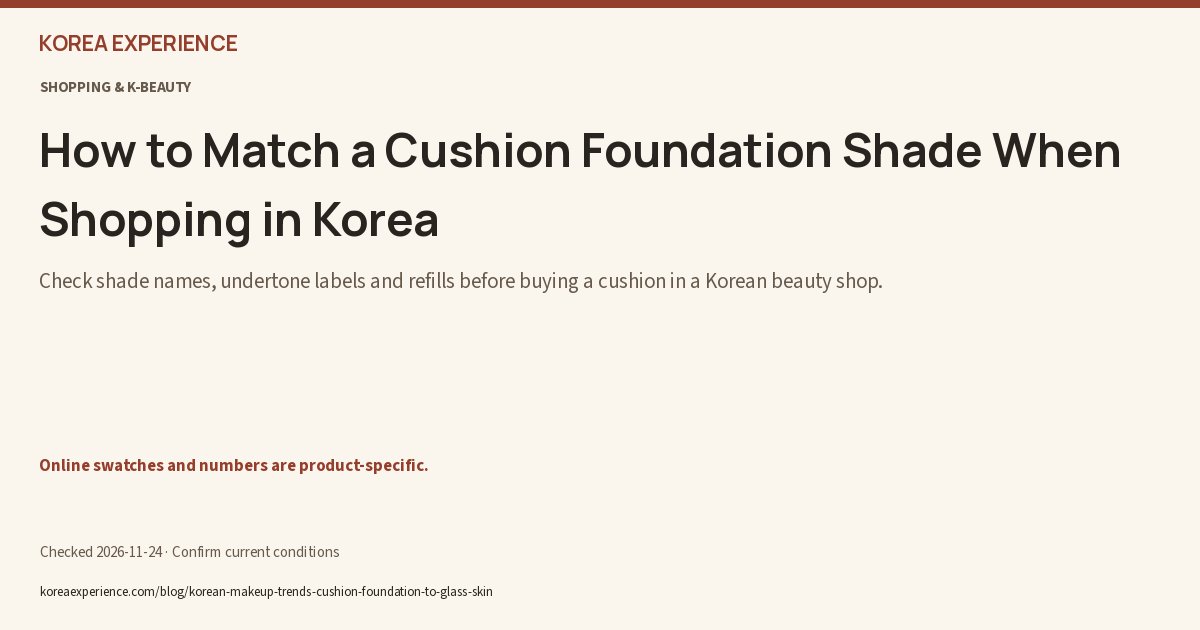 KOREA EXPERIENCE
SHOPPING & K-BEAUTY
How to Match a Cushion Foundation Shade When
Shopping in Korea
Check shade names, undertone labels and refills before buying a cushion in a Korean beauty shop.
Online swatches and numbers are product-specific.
Checked 2026-11-24 · Confirm current conditions
koreaexperience.com/blog/korean-makeup-trends-cushion-foundation-to-glass-skin